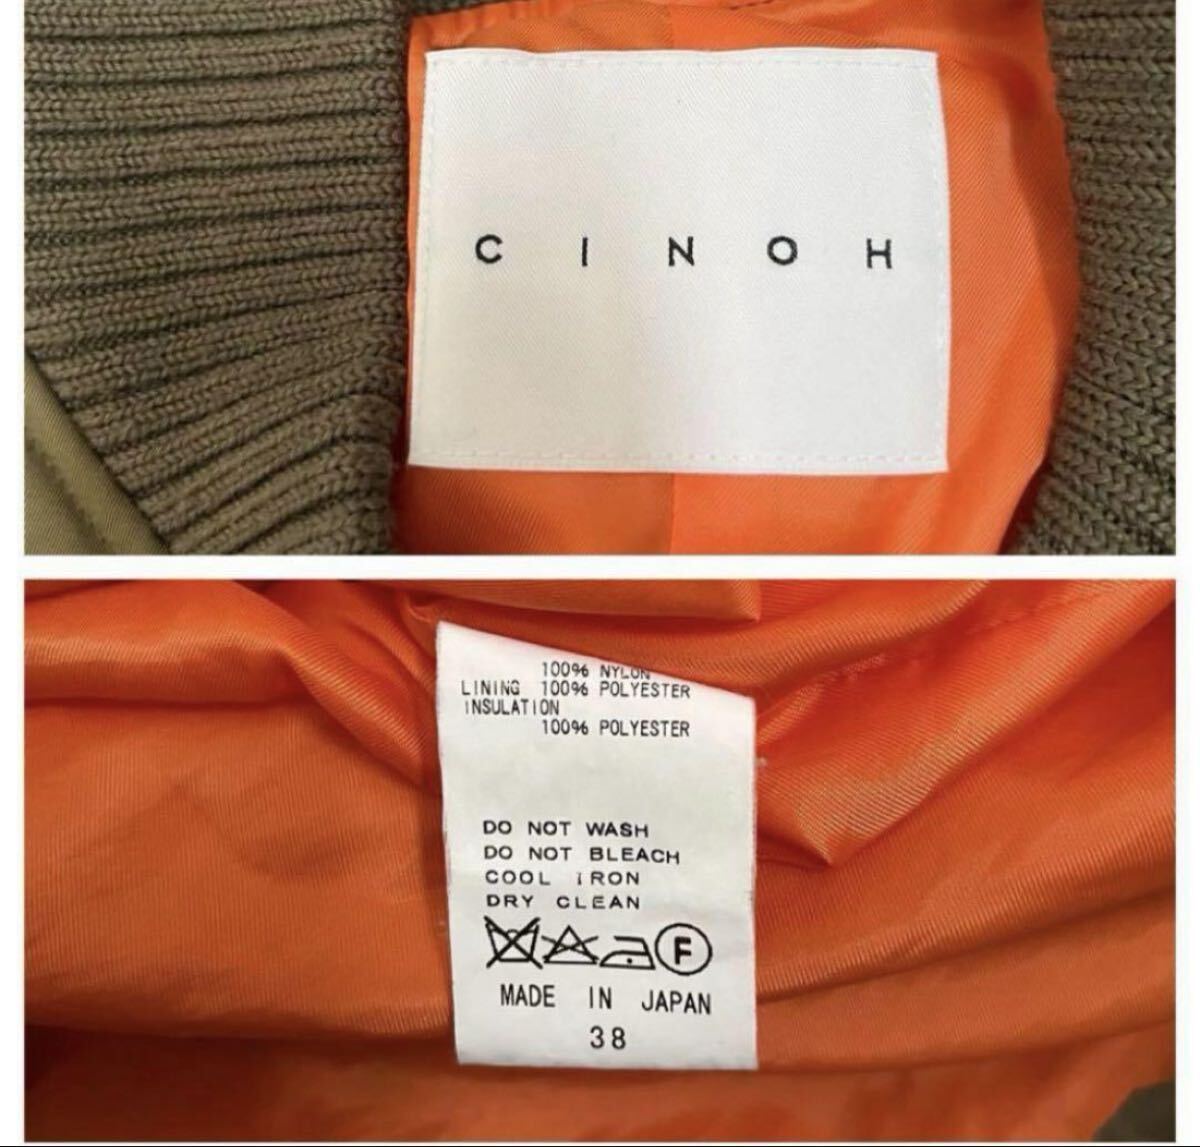 CINOH
100% NYLON
LINING 100% POLYESTER
INSULATION
100% POLYESTER
DO NOT WASH
DO NOT BLEACH
COOL IRON
DRY CLEAN
F
MADE IN JAPAN
38